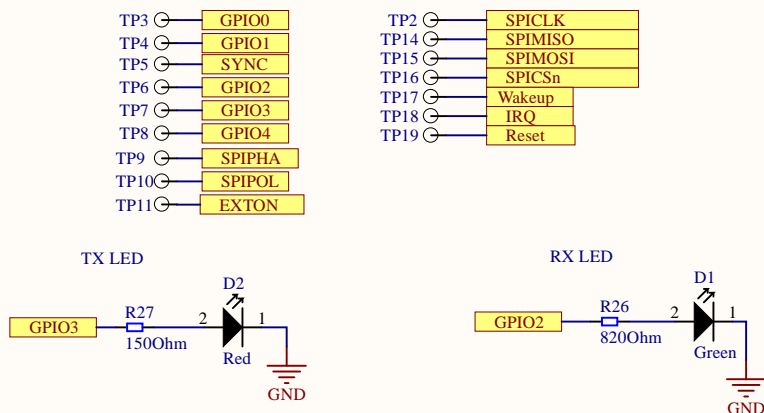 TP3 GPIO0
TP4 GPIO1
TP5 SYNC
TP6 GPIO2
TP7 GPIO3
TP8 GPIO4
TP9 SPIPHA
TP10 SPIPOL
TP11 EXTON
TP2 SPICLK
TP14 SPIMISO
TP15 SPIMOSI
TP16 SPICSn
TP17 Wakeup
TP18 IRQ
TP19 Reset
TX LED
D2
R27
GPIO3 2 1
150Ohm
Red
GND
RX LED
D1
R26
GPIO2 2 1
820Ohm
Green
GND